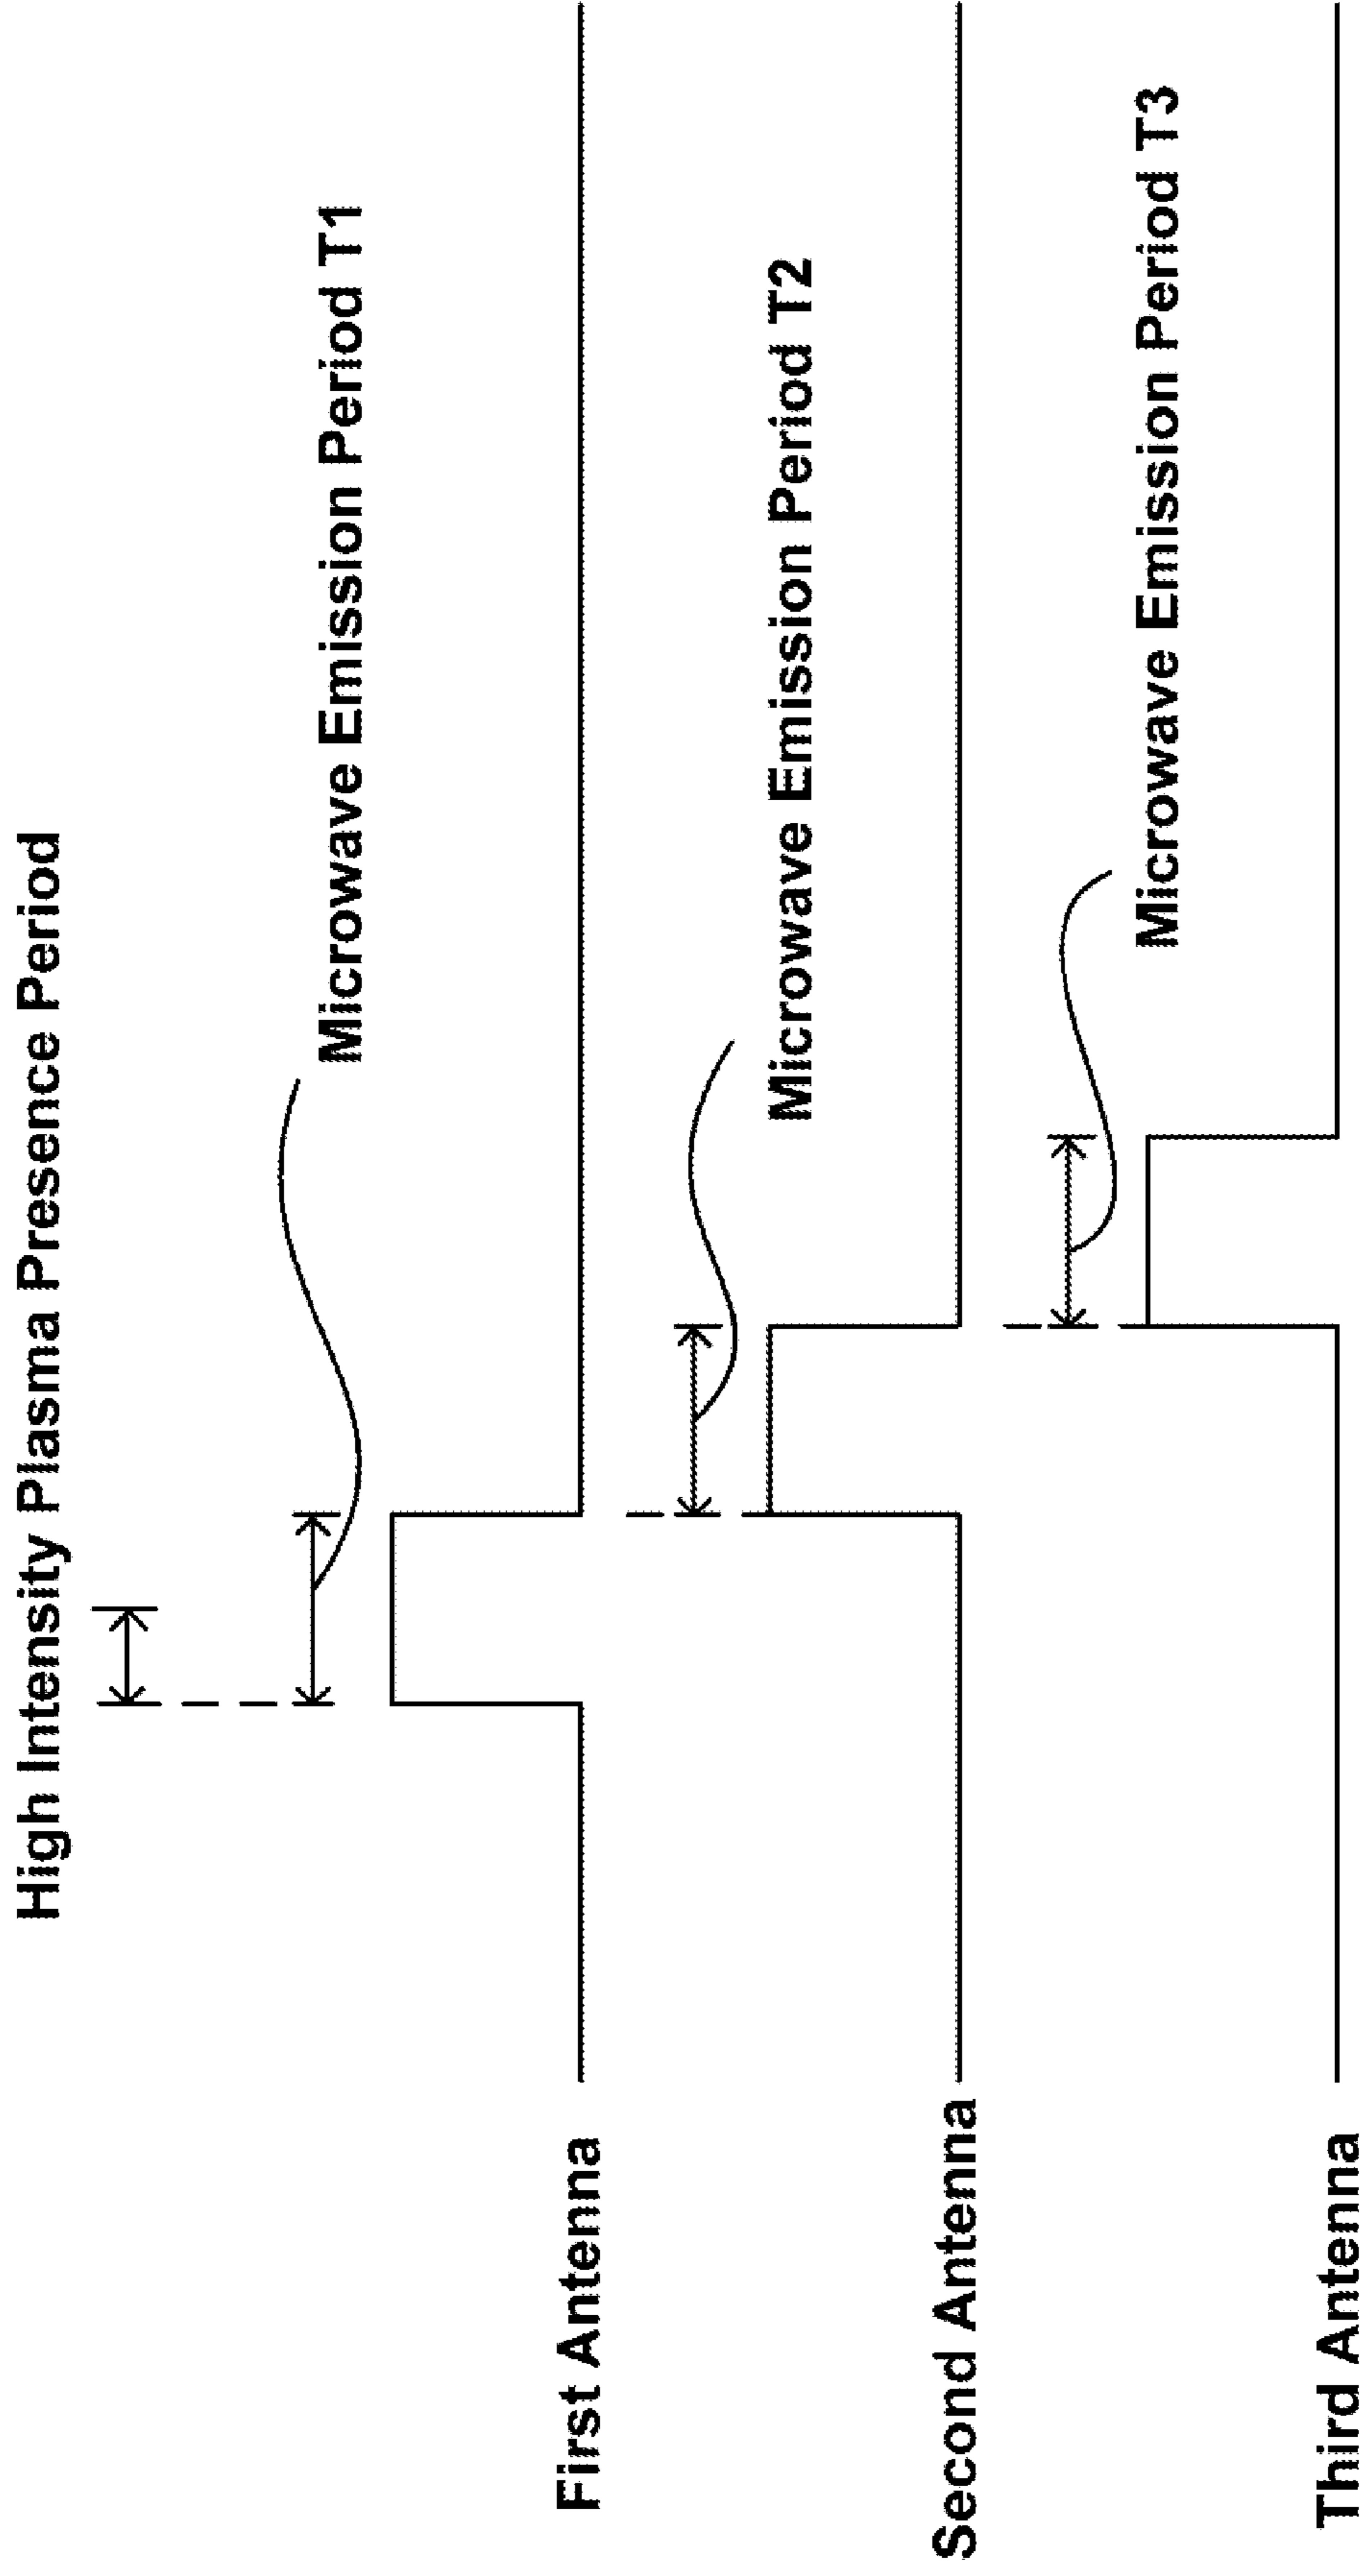 High Intensity Plasma Presence Period
Microwave Emission Period T1
First Antenna
Microwave Emission Period T2
Second Antenna
Microwave Emission Period T3
Third Antenna